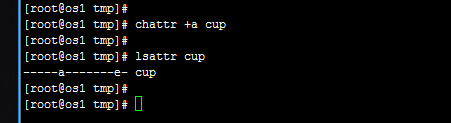 [root@os1 tmp]#
[root@os1 tmp]# chattr +a cup
[root@os1 tmp]#
[root@os1 tmp]# lsattr cup
-----a-------e- cup
[root@os1 tmp]#
[root@os1 tmp]#